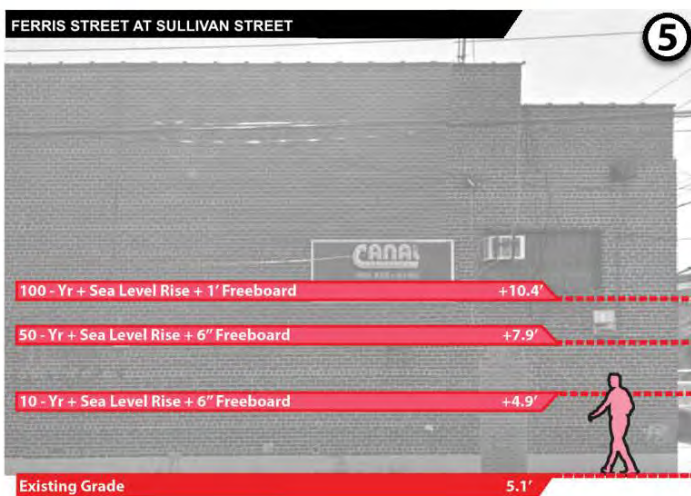 FERRIS STREET AT SULLIVAN STREET
5
CANAL
100 - Yr + Sea Level Rise + 1' Freeboard +10.4'
50 - Yr + Sea Level Rise + 6" Freeboard +7.9'
10 - Yr + Sea Level Rise + 6" Freeboard +4.9'
Existing Grade 5.1'